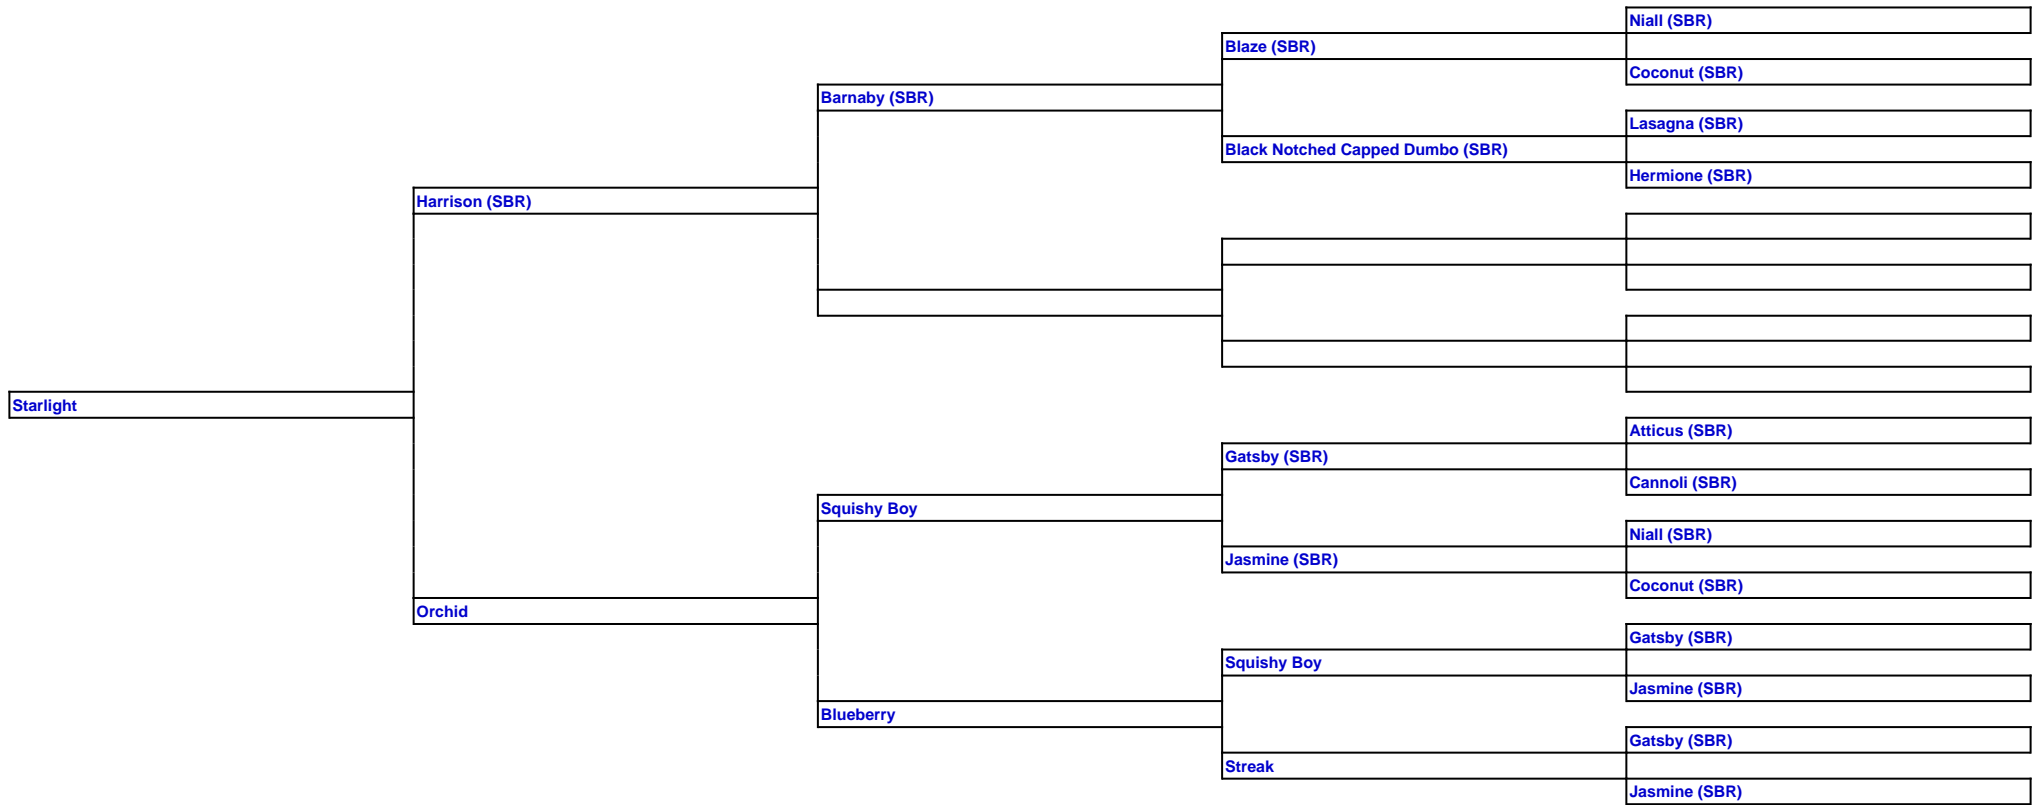 Niall (SBR)
Blaze (SBR)
Coconut (SBR)
Barnaby (SBR)
Lasagna (SBR)
Black Notched Capped Dumbo (SBR)
Hermione (SBR)
Harrison (SBR)
Starlight
Atticus (SBR)
Gatsby (SBR)
Cannoli (SBR)
Squishy Boy
Niall (SBR)
Jasmine (SBR)
Coconut (SBR)
Orchid
Gatsby (SBR)
Squishy Boy
Jasmine (SBR)
Blueberry
Gatsby (SBR)
Streak
Jasmine (SBR)